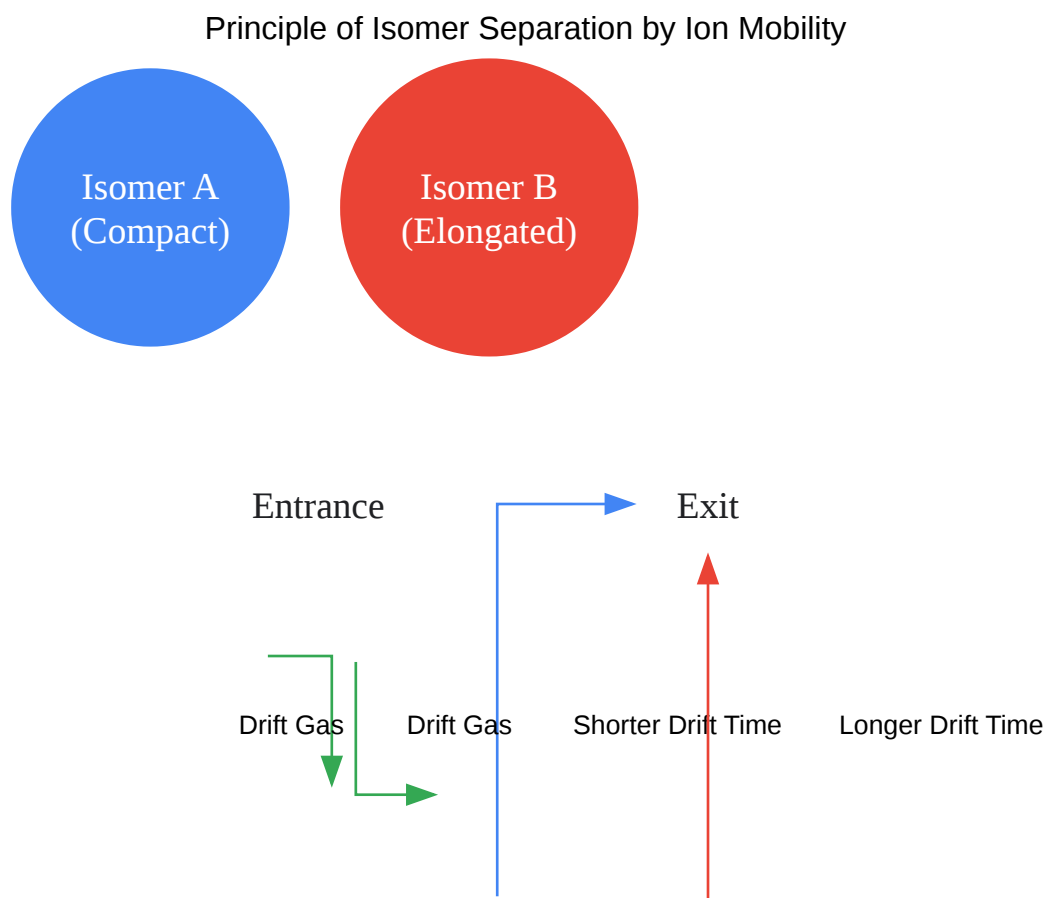 Principle of Isomer Separation by Ion Mobility
Isomer A
(Compact)
Isomer B
(Elongated)
Entrance
Exit
Drift Gas
Drift Gas
Shorter Drift Time
Longer Drift Time